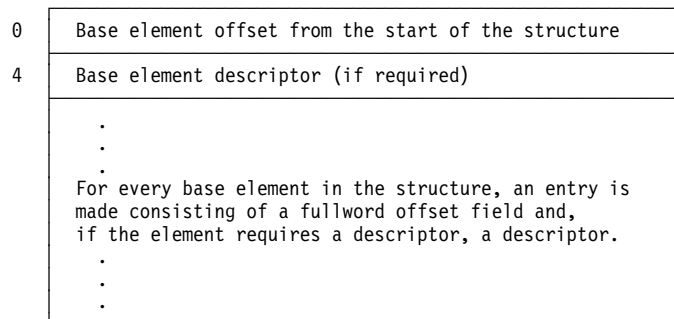 0 Base element offset from the start of the structure
4 Base element descriptor (if required)
.
.
.
For every base element in the structure, an entry is
made consisting of a fullword offset field and,
if the element requires a descriptor, a descriptor.
.
.
.